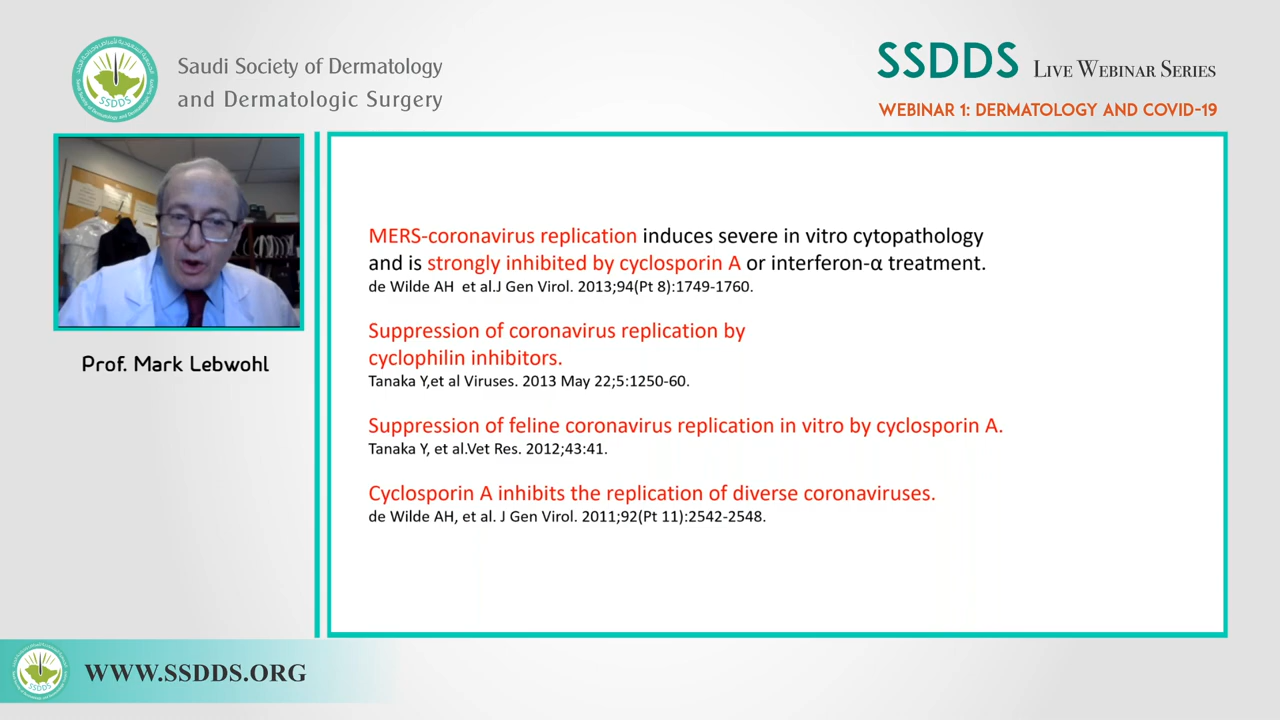 Saudi Society of Dermatology
and Dermatologic Surgery
SSDDS LIVE WEBINAR SERIES
WEBINAR 1: DERMATOLOGY AND COVID-19
SSDDS
Prof. Mark Lebwohl
MERS-coronavirus replication induces severe in vitro cytopathology
and is strongly inhibited by cyclosporin A or interferon-α treatment.
de Wilde AH et al.J Gen Virol. 2013;94(Pt 8):1749-1760.
Suppression of coronavirus replication by
cyclophilin inhibitors.
Tanaka Y,et al Viruses. 2013 May 22;5:1250-60.
Suppression of feline coronavirus replication in vitro by cyclosporin A.
Tanaka Y, et al.Vet Res. 2012;43:41.
Cyclosporin A inhibits the replication of diverse coronaviruses.
de Wilde AH, et al. J Gen Virol. 2011;92(Pt 11):2542-2548.
SSDDS
WWW.SSDDS.ORG